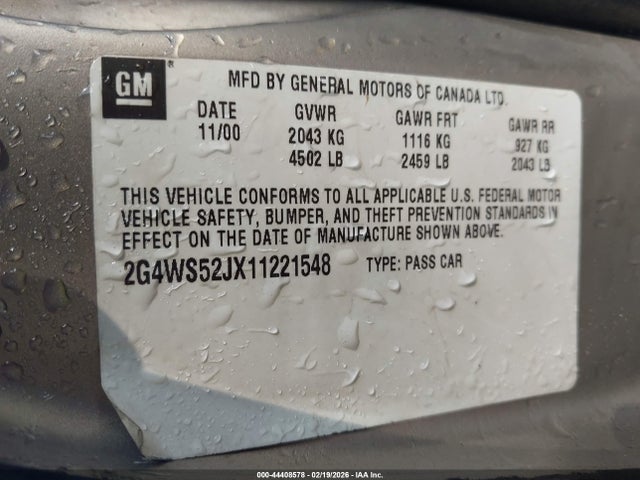 GM
MFD BY GENERAL MOTORS OF CANADA LTD.
DATE GVWR GAWR FRT GAWR RR
11/00 2043 KG 1116 KG 927 KG
4502 LB 2459 LB 2043 LB
THIS VEHICLE CONFORMS TO ALL APPLICABLE U.S. FEDERAL MOTOR
VEHICLE SAFETY, BUMPER, AND THEFT PREVENTION STANDARDS IN
EFFECT ON THE DATE OF MANUFACTURE SHOWN ABOVE.
2G4WS52JX11221548 TYPE: PASS CAR
000-44408578 - 02/19/2026 - IAA Inc.